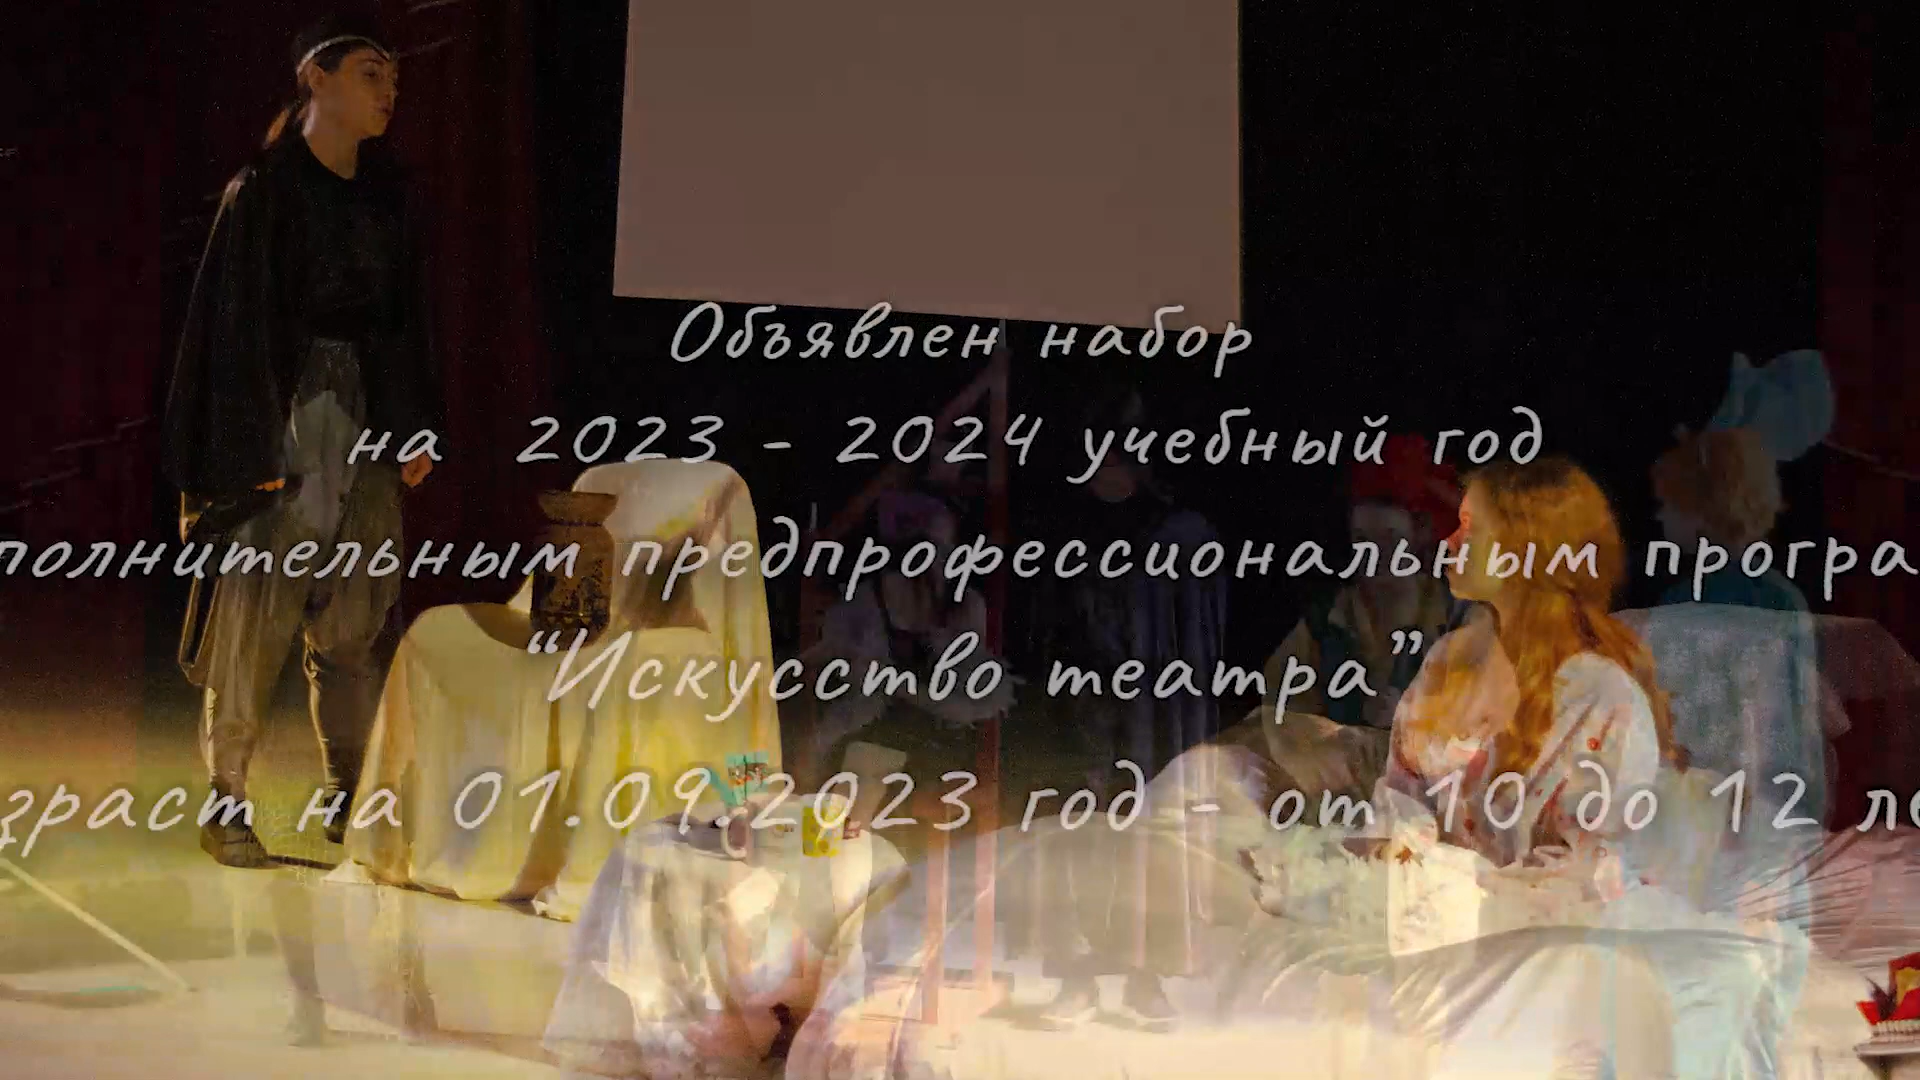 Объявлен набор
на 2023 - 2024 учебный год
полнительным предпрофессиональным програ
“Искусство театра”
зраст на 01.09.2023 год - от 10 до 12 ле